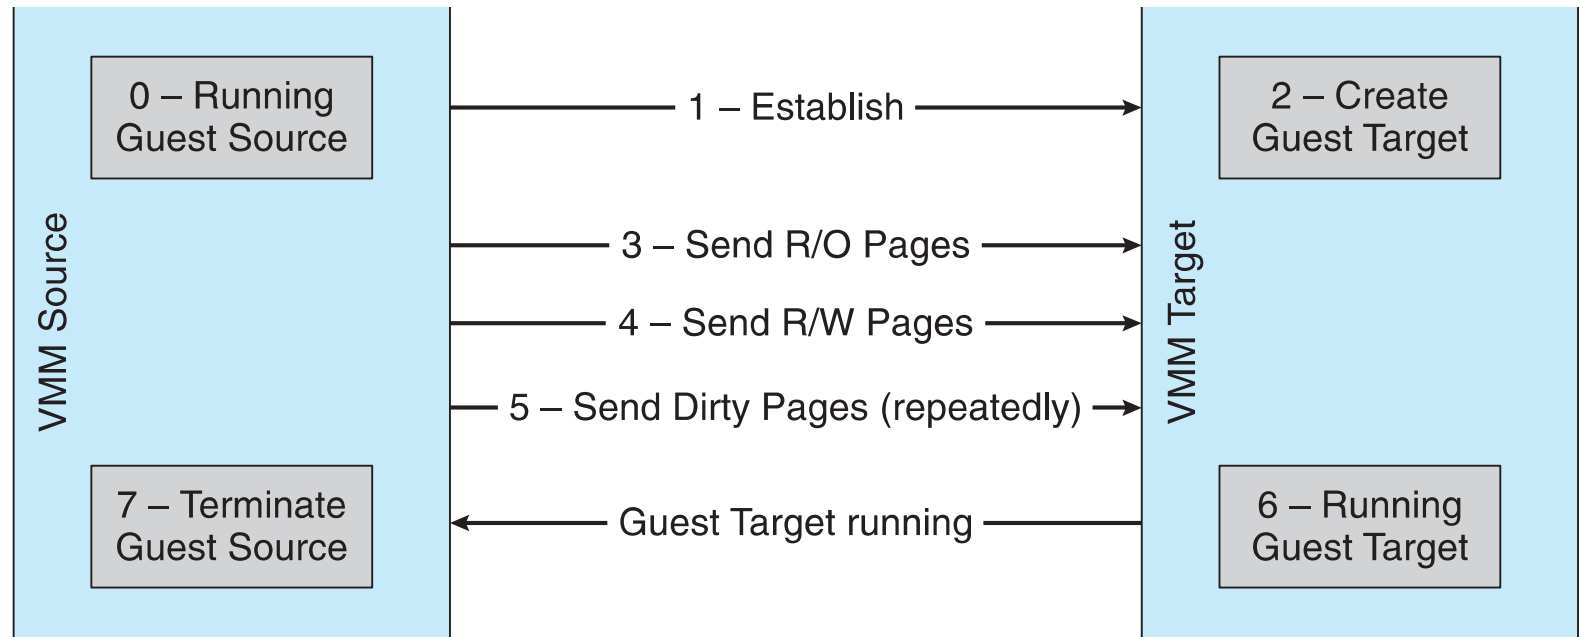 0 – Running
Guest Source
1 – Establish
2 – Create
Guest Target
VMM Source
3 – Send R/O Pages
4 – Send R/W Pages
5 – Send Dirty Pages (repeatedly)
VMM Target
7 – Terminate
Guest Source
Guest Target running
6 – Running
Guest Target